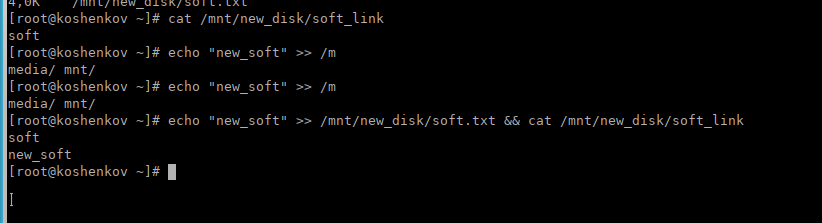 4,0K    /mnt/new_disk/soft.txt
[root@koshenkov ~]# cat /mnt/new_disk/soft_link
soft
[root@koshenkov ~]# echo "new_soft" >> /m
media/ mnt/
[root@koshenkov ~]# echo "new_soft" >> /m
media/ mnt/
[root@koshenkov ~]# echo "new_soft" >> /mnt/new_disk/soft.txt && cat /mnt/new_disk/soft_link
soft
new_soft
[root@koshenkov ~]#